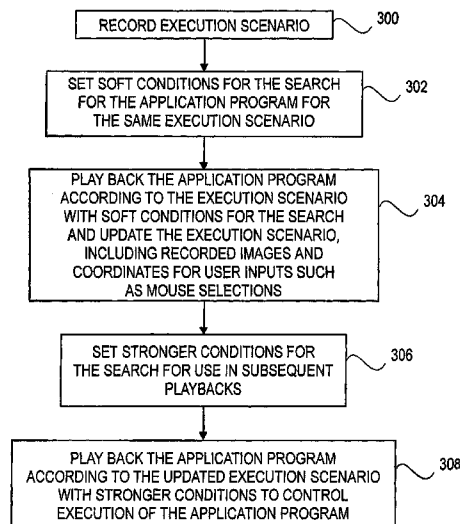 RECORD EXECUTION SCENARIO
300
SET SOFT CONDITIONS FOR THE SEARCH
FOR THE APPLICATION PROGRAM FOR
THE SAME EXECUTION SCENARIO
302
PLAY BACK THE APPLICATION PROGRAM
ACCORDING TO THE EXECUTION SCENARIO
WITH SOFT CONDITIONS FOR THE SEARCH
AND UPDATE THE EXECUTION SCENARIO,
INCLUDING RECORDED IMAGES AND
COORDINATES FOR USER INPUTS SUCH
AS MOUSE SELECTIONS
304
SET STRONGER CONDITIONS FOR
THE SEARCH FOR USE IN SUBSEQUENT
PLAYBACKS
306
PLAY BACK THE APPLICATION PROGRAM
ACCORDING TO THE UPDATED EXECUTION SCENARIO
WITH STRONGER CONDITIONS TO CONTROL
EXECUTION OF THE APPLICATION PROGRAM
308